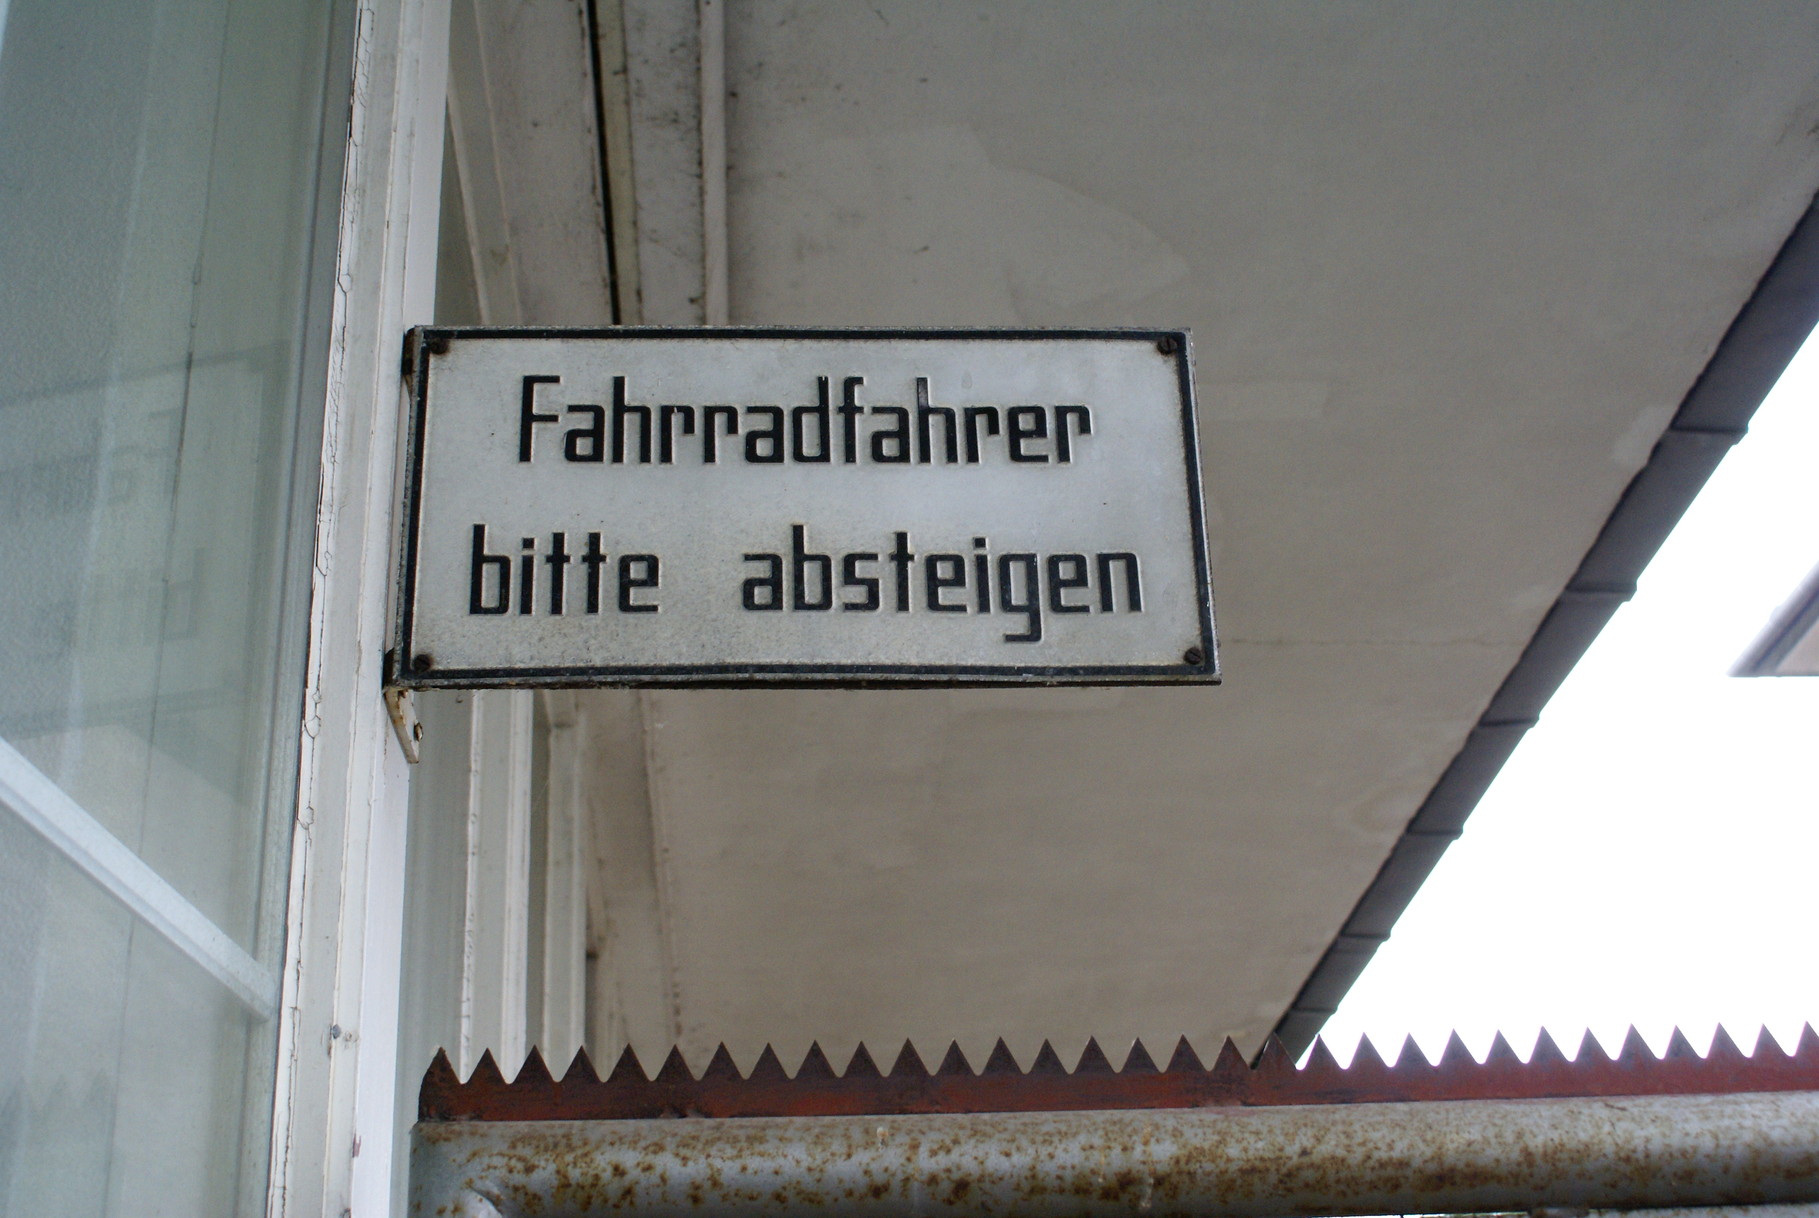 Fahrradfahrer
bitte absteigen